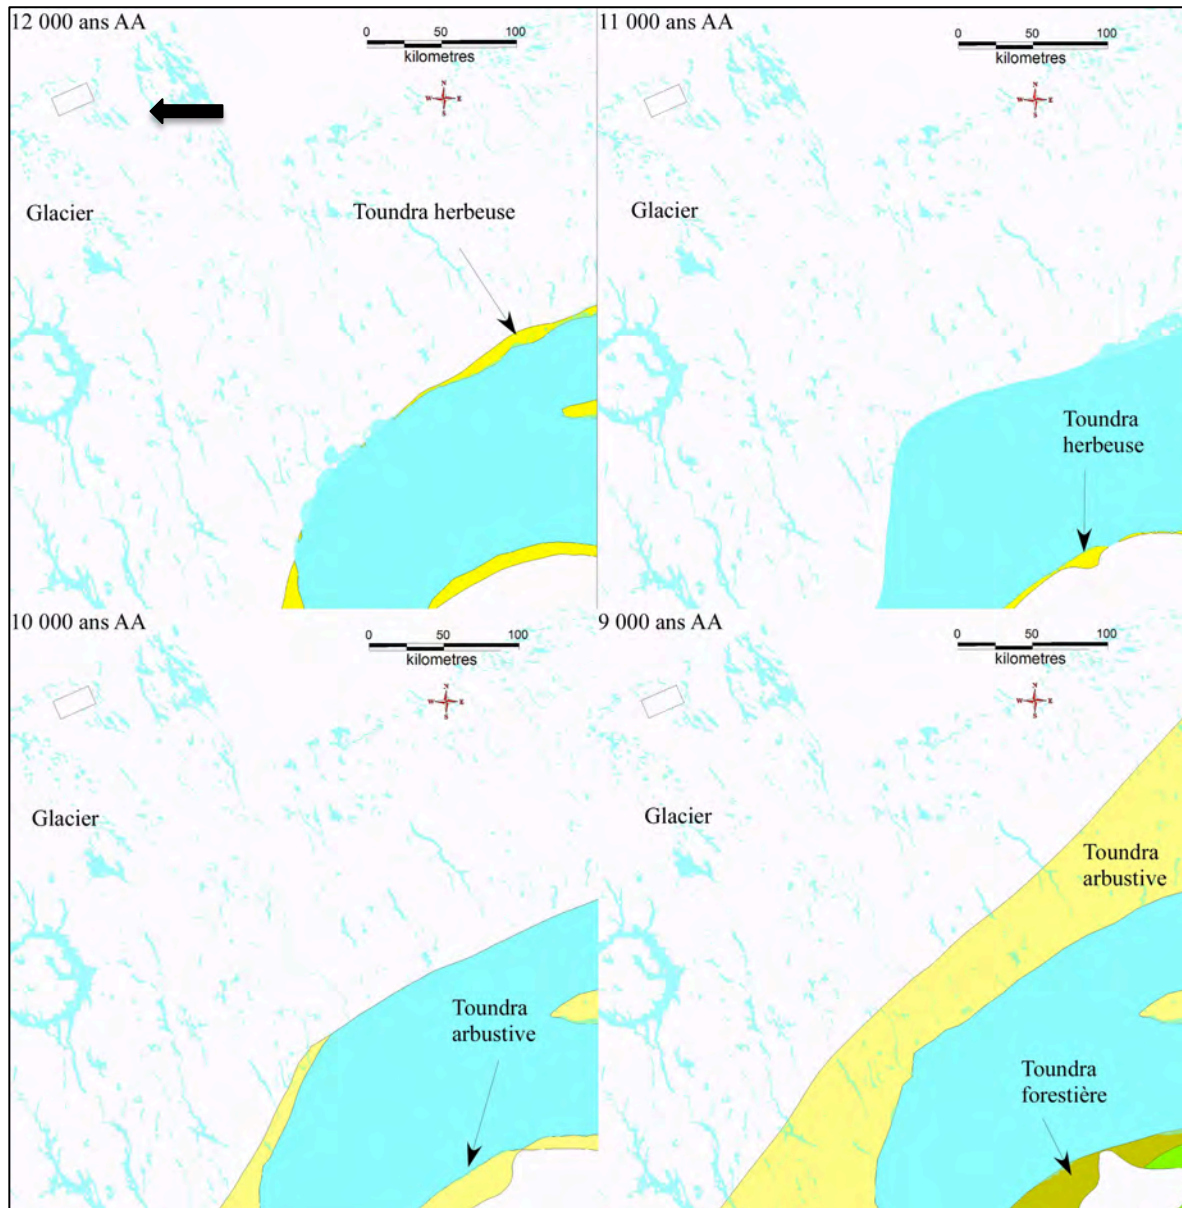 12 000 ans AA
0 50 100
kilometres
N
W E
S
Glacier
Toundra herbeuse
11 000 ans AA
0 50 100
kilometres
N
W E
S
Glacier
Toundra
herbeuse
10 000 ans AA
0 50 100
kilometres
N
W E
S
Glacier
Toundra
arbustive
9 000 ans AA
0 50 100
kilometres
N
W E
S
Glacier
Toundra
arbustive
Toundra
forestière